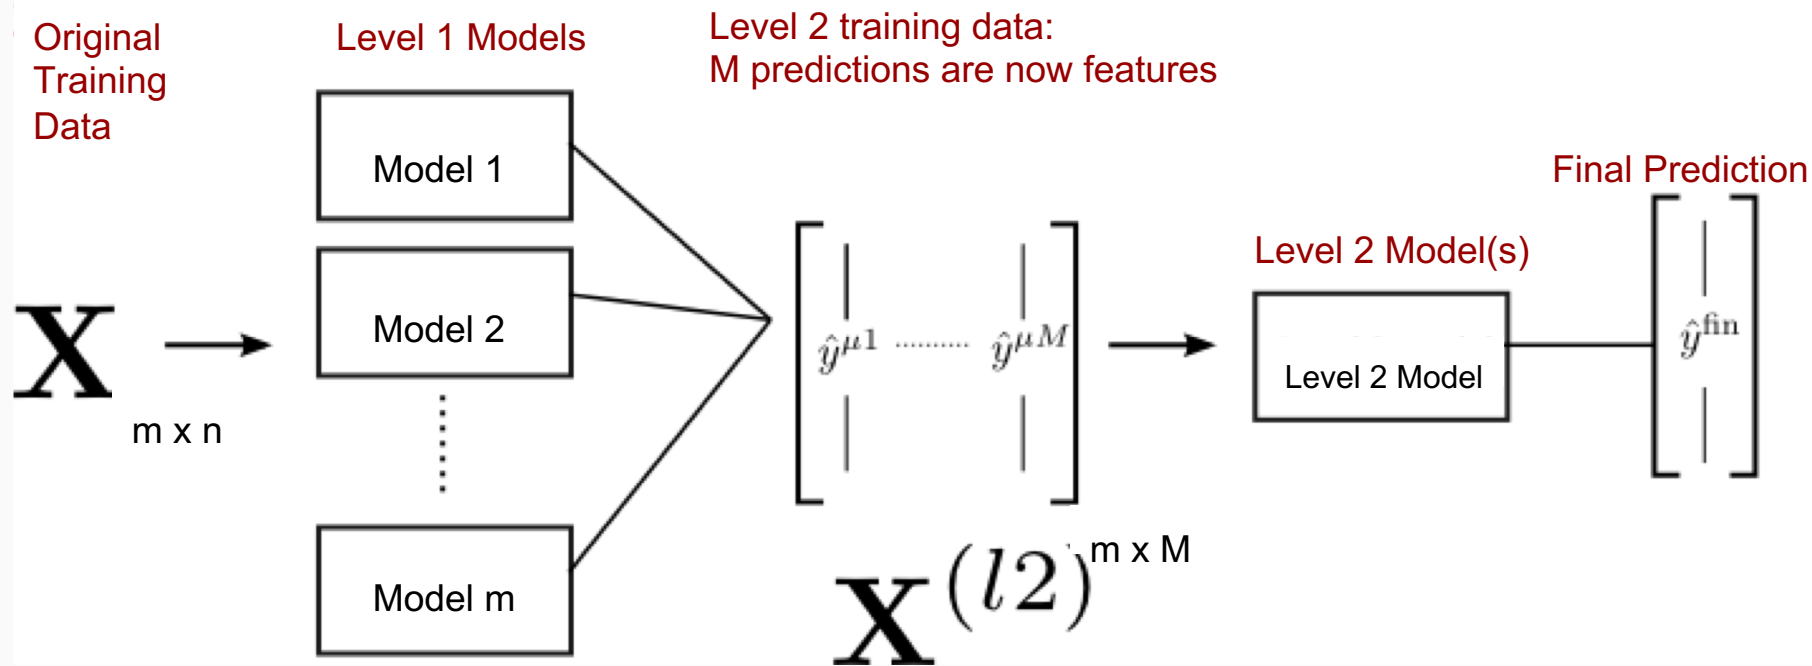 Original
Training
Data
Level 1 Models
Level 2 training data:
M predictions are now features
Model 1
Model 2
Model m
X
m x n
ŷ^{μ1} .......... ŷ^{μM}
X^{(l2)}
m x M
Level 2 Model(s)
Level 2 Model
Final Prediction
ŷ^{fin}